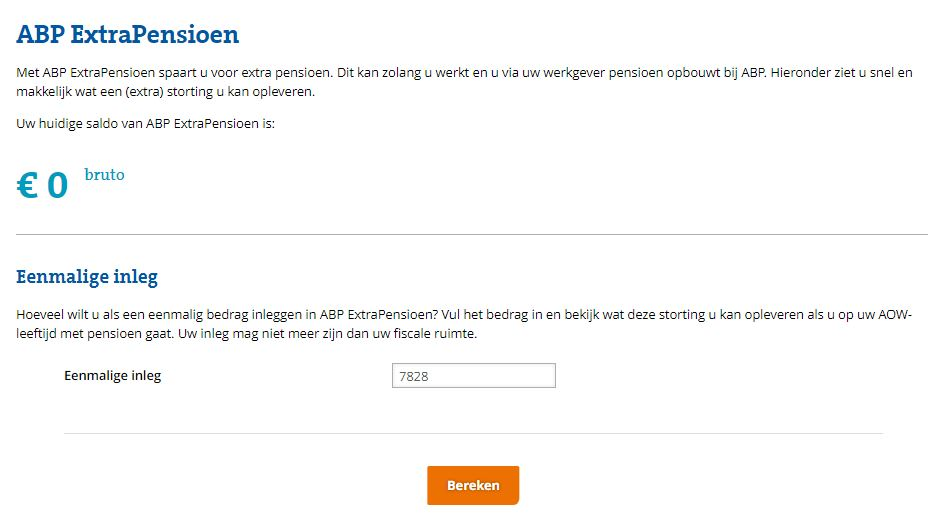 ABP ExtraPensioen
Met ABP ExtraPensioen spaart u voor extra pensioen. Dit kan zolang u werkt en u via uw werkgever pensioen opbouwt bij ABP. Hieronder ziet u snel en
makkelijk wat een (extra) storting u kan opleveren.
Uw huidige saldo van ABP ExtraPensioen is:
€ 0 bruto
Eenmalige inleg
Hoeveel wilt u als een eenmalig bedrag inleggen in ABP ExtraPensioen? Vul het bedrag in en bekijk wat deze storting u kan opleveren als u op uw AOW-
leeftijd met pensioen gaat. Uw inleg mag niet meer zijn dan uw fiscale ruimte.
Eenmalige inleg 7828
Bereken